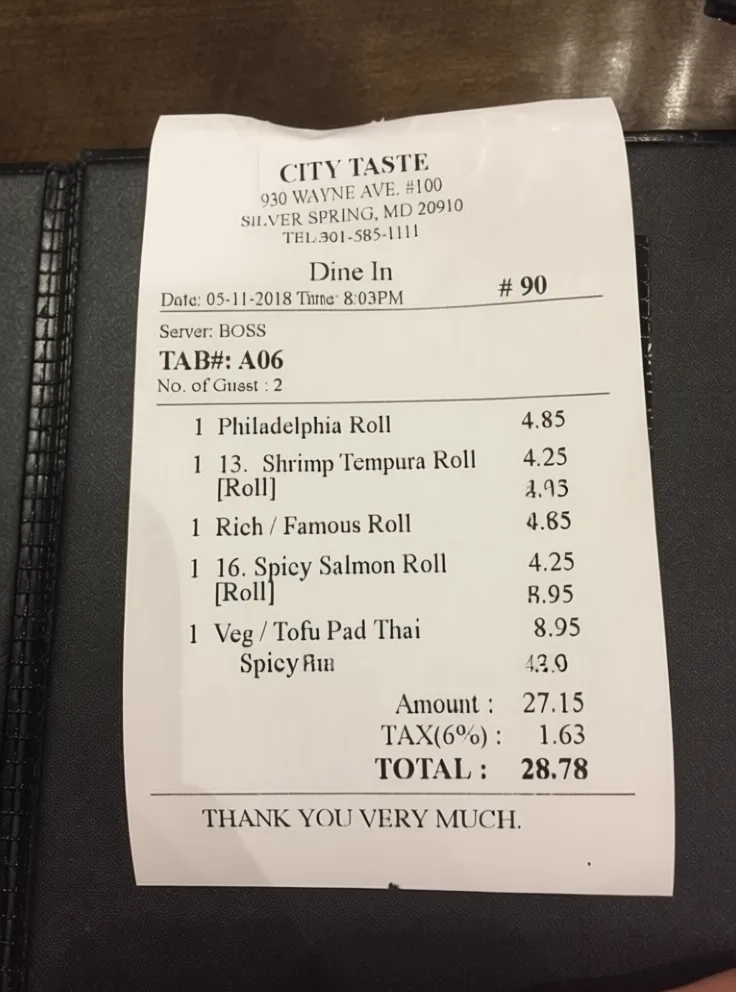 CITY TASTE
930 WAYNE AVE. #100
SILVER SPRING, MD 20910
TEL.301-585-1111
Dine In
# 90
Date: 05-11-2018 8:03PM
Server: BOSS
TAB#: A06
No. of Gusst : 2
1 Philadelphia Roll 4.85
1 13. Shrimp Tempura Roll 4.25
[Roll]
1 Rich / Famous Roll 4.85
1 16. Spicy Salmon Roll 4.25
[Roll]
1 Veg / Tofu Pad Thai 8.95
Spicy
Amount : 27.15
TAX(6%) : 1.63
TOTAL : 28.78
THANK YOU VERY MUCH.